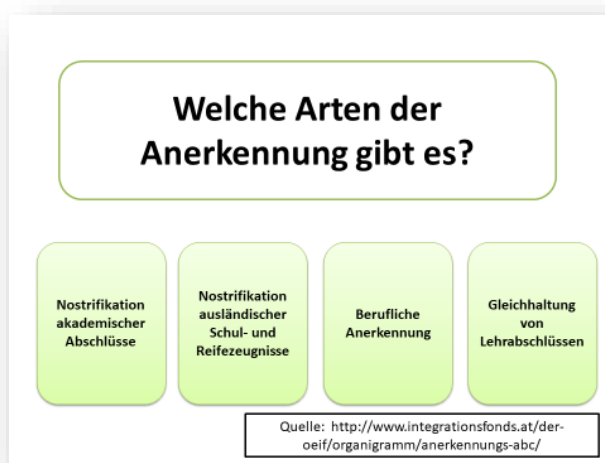 Welche Arten der
Anerkennung gibt es?
Nostrifikation
akademischer
Abschlüsse
Nostrifikation
ausländischer
Schul- und
Reifezeugnisse
Berufliche
Anerkennung
Gleichhaltung
von
Lehrabschlüssen
Quelle: http://www.integrationsfonds.at/der-
oeif/organigramm/anerkennungs-abc/